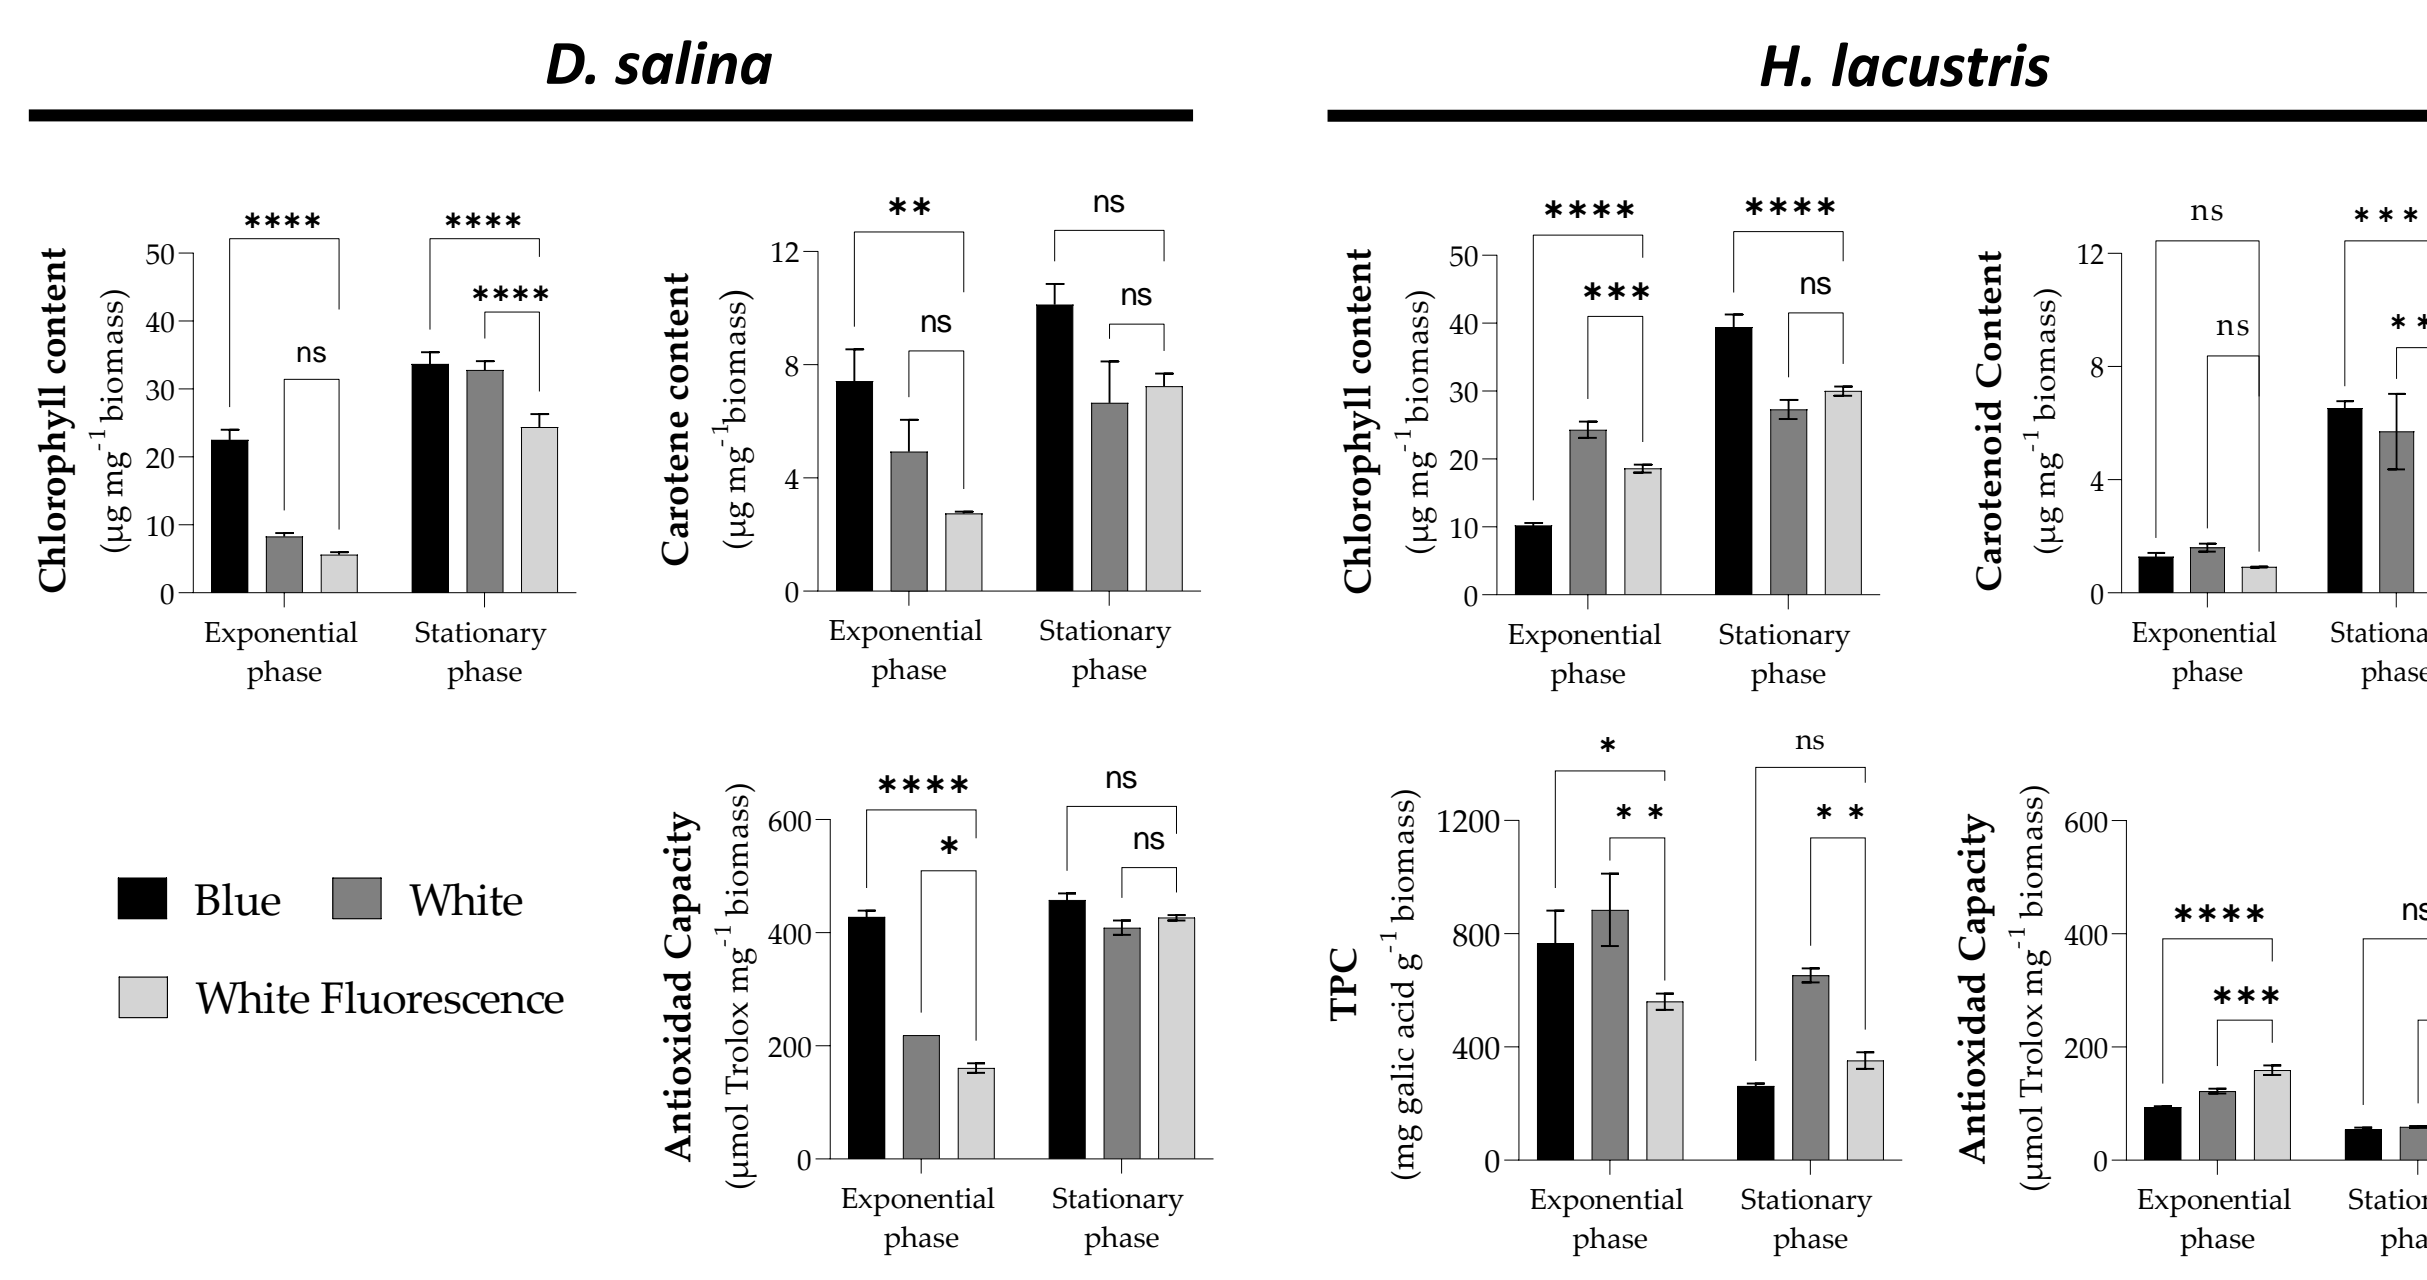 D. salina
H. lacustris
Chlorophyll content
(µg mg-1 biomass)
50
40
30
20
10
0
****
ns
****
****
Exponential
phase
Stationary
phase
Carotene content
(µg mg-1 biomass)
12
8
4
0
**
ns
ns
ns
Exponential
phase
Stationary
phase
Chlorophyll content
(µg mg-1 biomass)
50
40
30
20
10
0
****
***
****
ns
Exponential
phase
Stationary
phase
Carotenoid Content
(µg mg-1 biomass)
12
8
4
0
ns
ns
***
**
Exponential
phase
Stationa
phase
Blue
White
White Fluorescence
Antioxidad Capacity
(µmol Trolox mg-1 biomass)
600
400
200
0
****
*
ns
ns
Exponential
phase
Stationary
phase
TPC
(mg galic acid g-1 biomass)
1200
800
400
0
*
* *
ns
* *
Exponential
phase
Stationary
phase
Antioxidad Capacity
(µmol Trolox mg-1 biomass)
600
400
200
0
****
***
ns
Exponential
phase
Station
pha